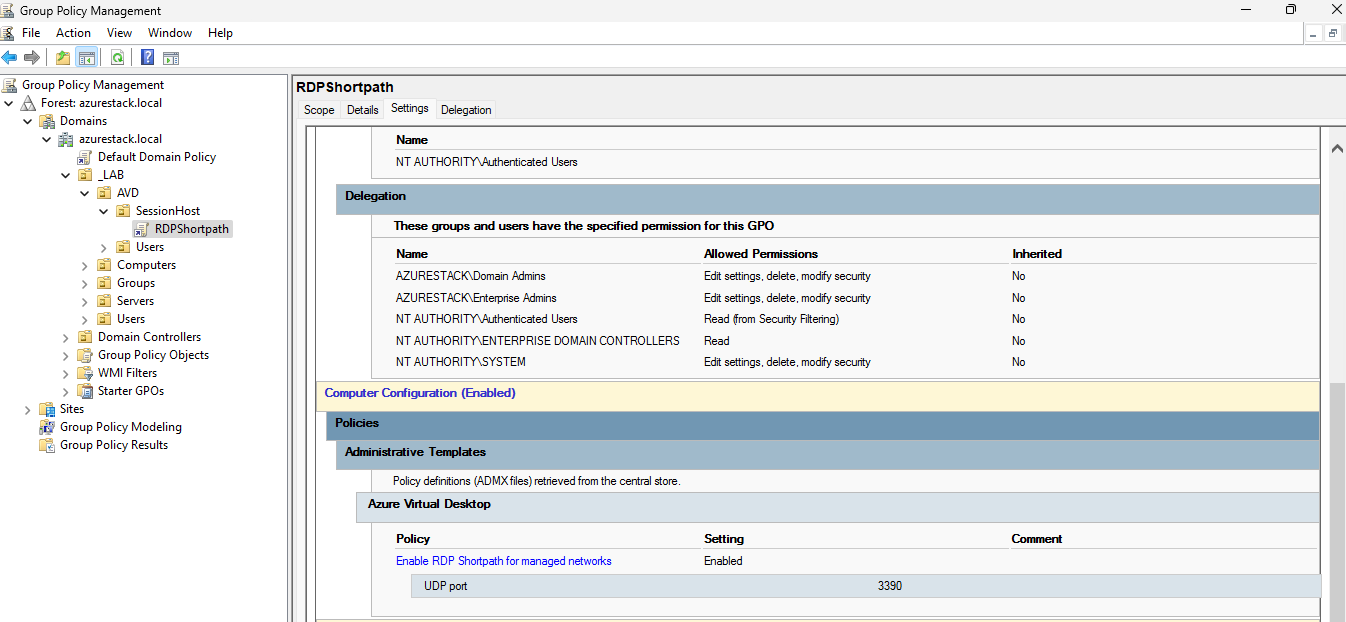 Group Policy Management
File Action View Window Help
Group Policy Management
Forest: azurestack.local
Domains
azurestack.local
Default Domain Policy
_LAB
AVD
SessionHost
RDPShortpath
Users
Computers
Groups
Servers
Users
Domain Controllers
Group Policy Objects
WMI Filters
Starter GPOs
Sites
Group Policy Modeling
Group Policy Results
RDPShortpath
Scope Details Settings Delegation
Name
NT AUTHORITY\Authenticated Users
Delegation
These groups and users have the specified permission for this GPO
Name Allowed Permissions Inherited
AZURESTACK\Domain Admins Edit settings, delete, modify security No
AZURESTACK\Enterprise Admins Edit settings, delete, modify security No
NT AUTHORITY\Authenticated Users Read (from Security Filtering) No
NT AUTHORITY\ENTERPRISE DOMAIN CONTROLLERS Read No
NT AUTHORITY\SYSTEM Edit settings, delete, modify security No
Computer Configuration (Enabled)
Policies
Administrative Templates
Policy definitions (ADMX files) retrieved from the central store.
Azure Virtual Desktop
Policy Setting Comment
Enable RDP Shortpath for managed networks Enabled
UDP port 3390